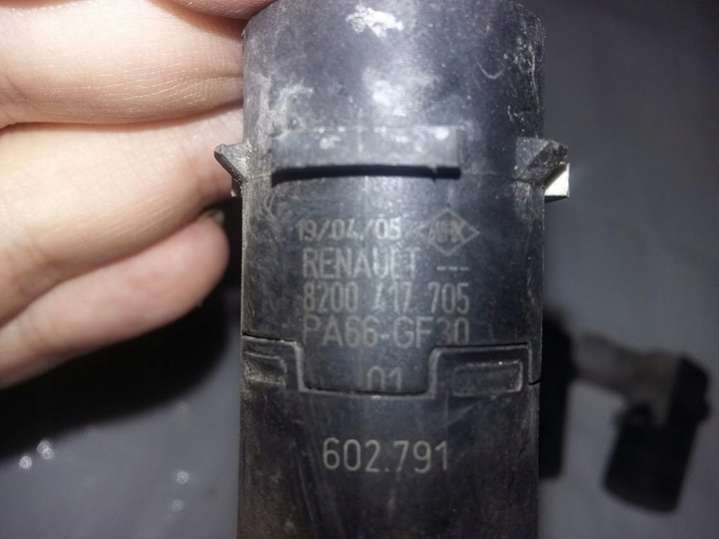 19/04/05
RENAULT ---
8200 417 705
PA66-GF30
01
602.791